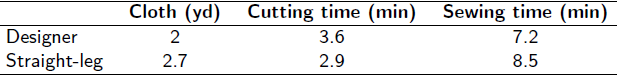 Cloth (yd) Cutting time (min) Sewing time (min)
Designer 2 3.6 7.2
Straight-leg 2.7 2.9 8.5